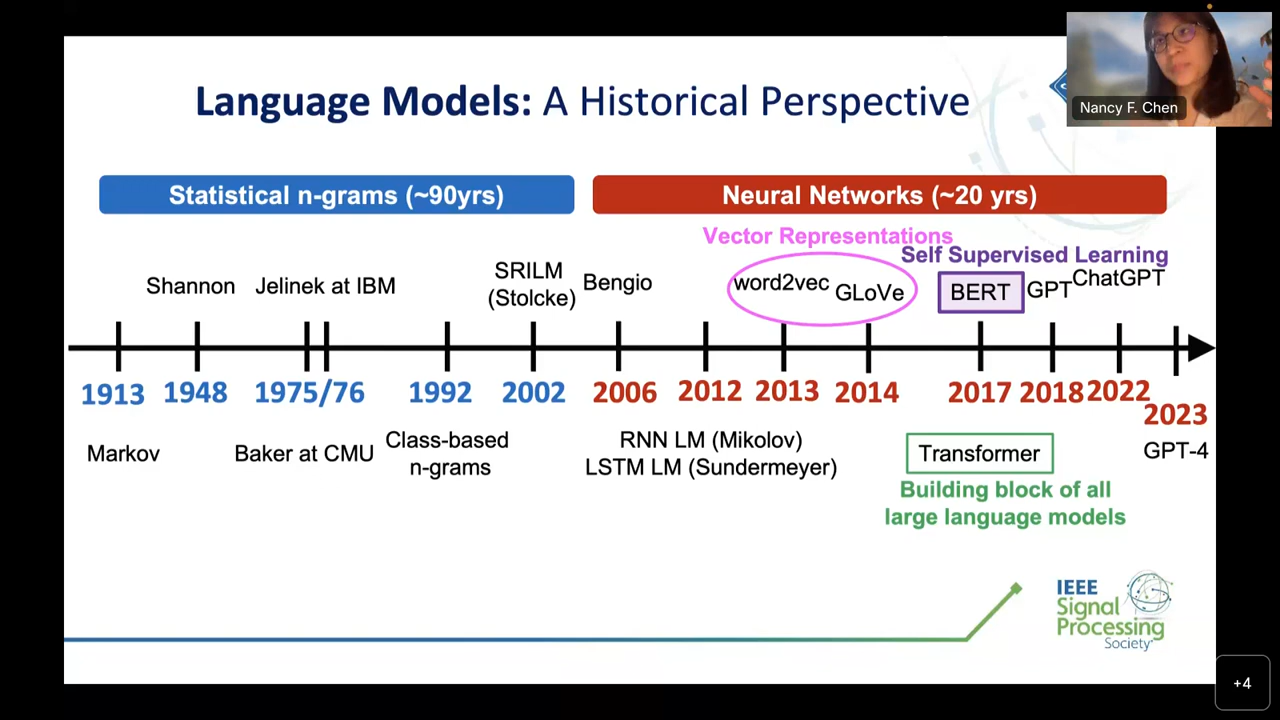 Language Models: A Historical Perspective
Nancy F. Chen
Statistical n-grams (~90yrs)
Neural Networks (~20 yrs)
Vector Representations
Self Supervised Learning
Shannon
Jelinek at IBM
SRILM
(Stolcke)
Bengio
word2vec
GLoVe
BERT
GPT
ChatGPT
1913
1948
1975/76
1992
2002
2006
2012
2013
2014
2017
2018
2022
2023
Markov
Baker at CMU
Class-based
n-grams
RNN LM (Mikolov)
LSTM LM (Sundermeyer)
Transformer
GPT-4
Building block of all
large language models
IEEE
Signal
Processing
Society
+4